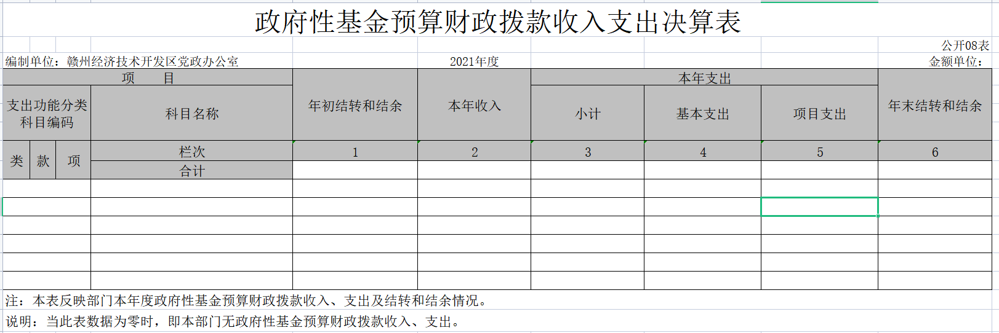 政府性基金预算财政拨款收入支出决算表
公开08表
编制单位：赣州经济技术开发区党政办公室 2021年度 金额单位：
项 目 年初结转和结余 本年收入 本年支出 年末结转和结余
支出功能分类
科目编码
科目名称 小计 基本支出 项目支出
类 款 项 栏次 1 2 3 4 5 6
合计
注：本表反映部门本年度政府性基金预算财政拨款收入、支出及结转和结余情况。
说明：当此表数据为零时，即本部门无政府性基金预算财政拨款收入、支出。